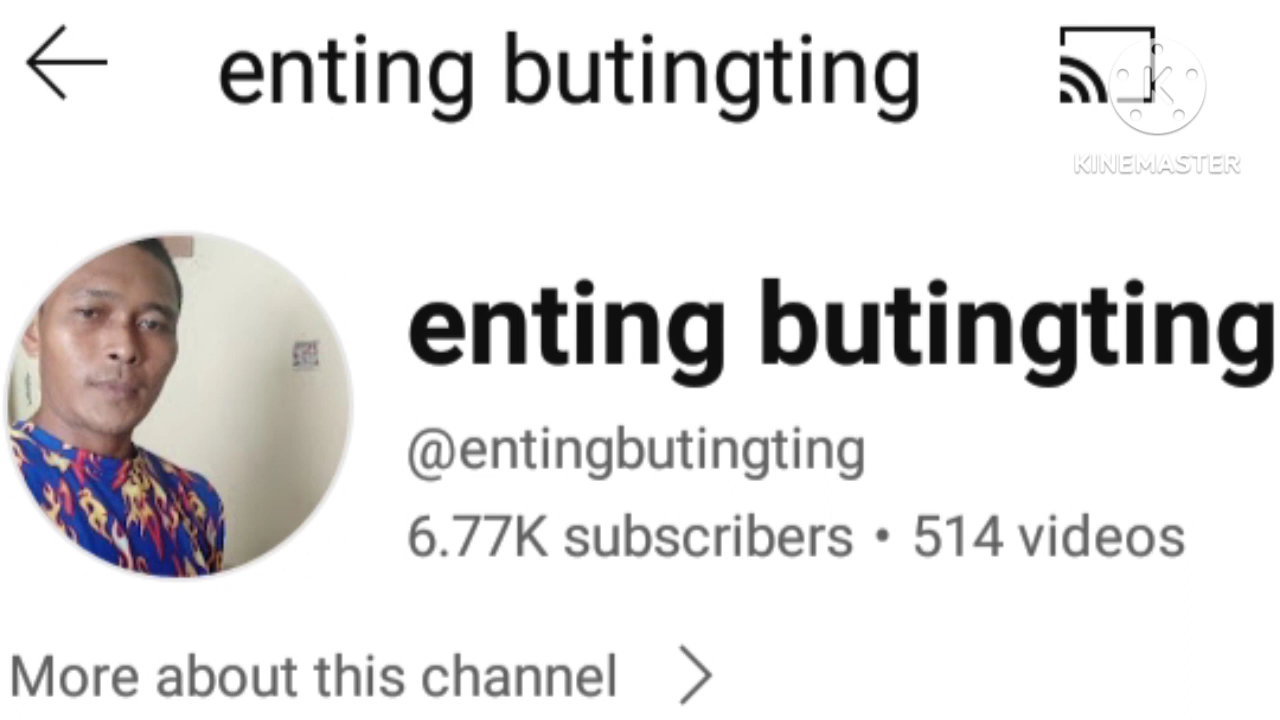 enting butingting
KINEMASTER
enting butingting
@entingbutingting
6.77K subscribers • 514 videos
More about this channel